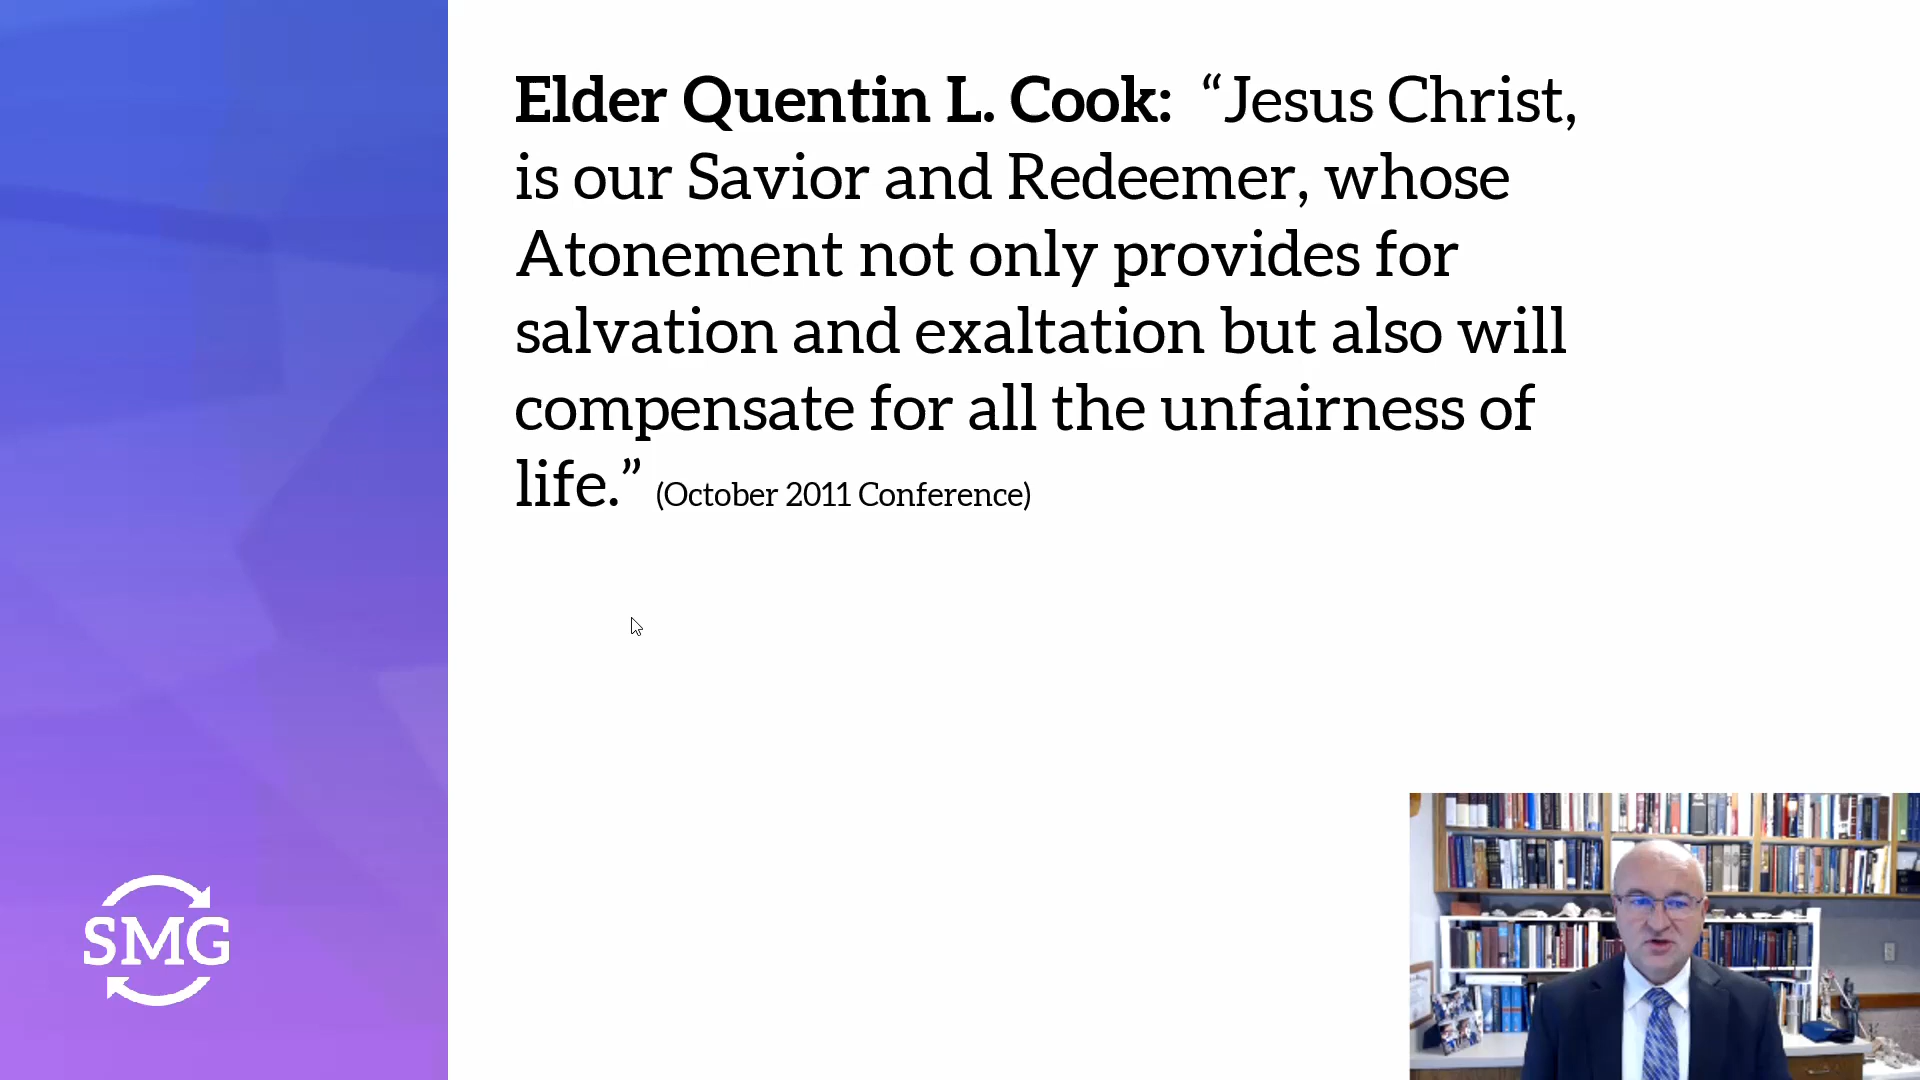 Elder Quentin L. Cook: “Jesus Christ,
is our Savior and Redeemer, whose
Atonement not only provides for
salvation and exaltation but also will
compensate for all the unfairness of
life.” (October 2011 Conference)
SMG